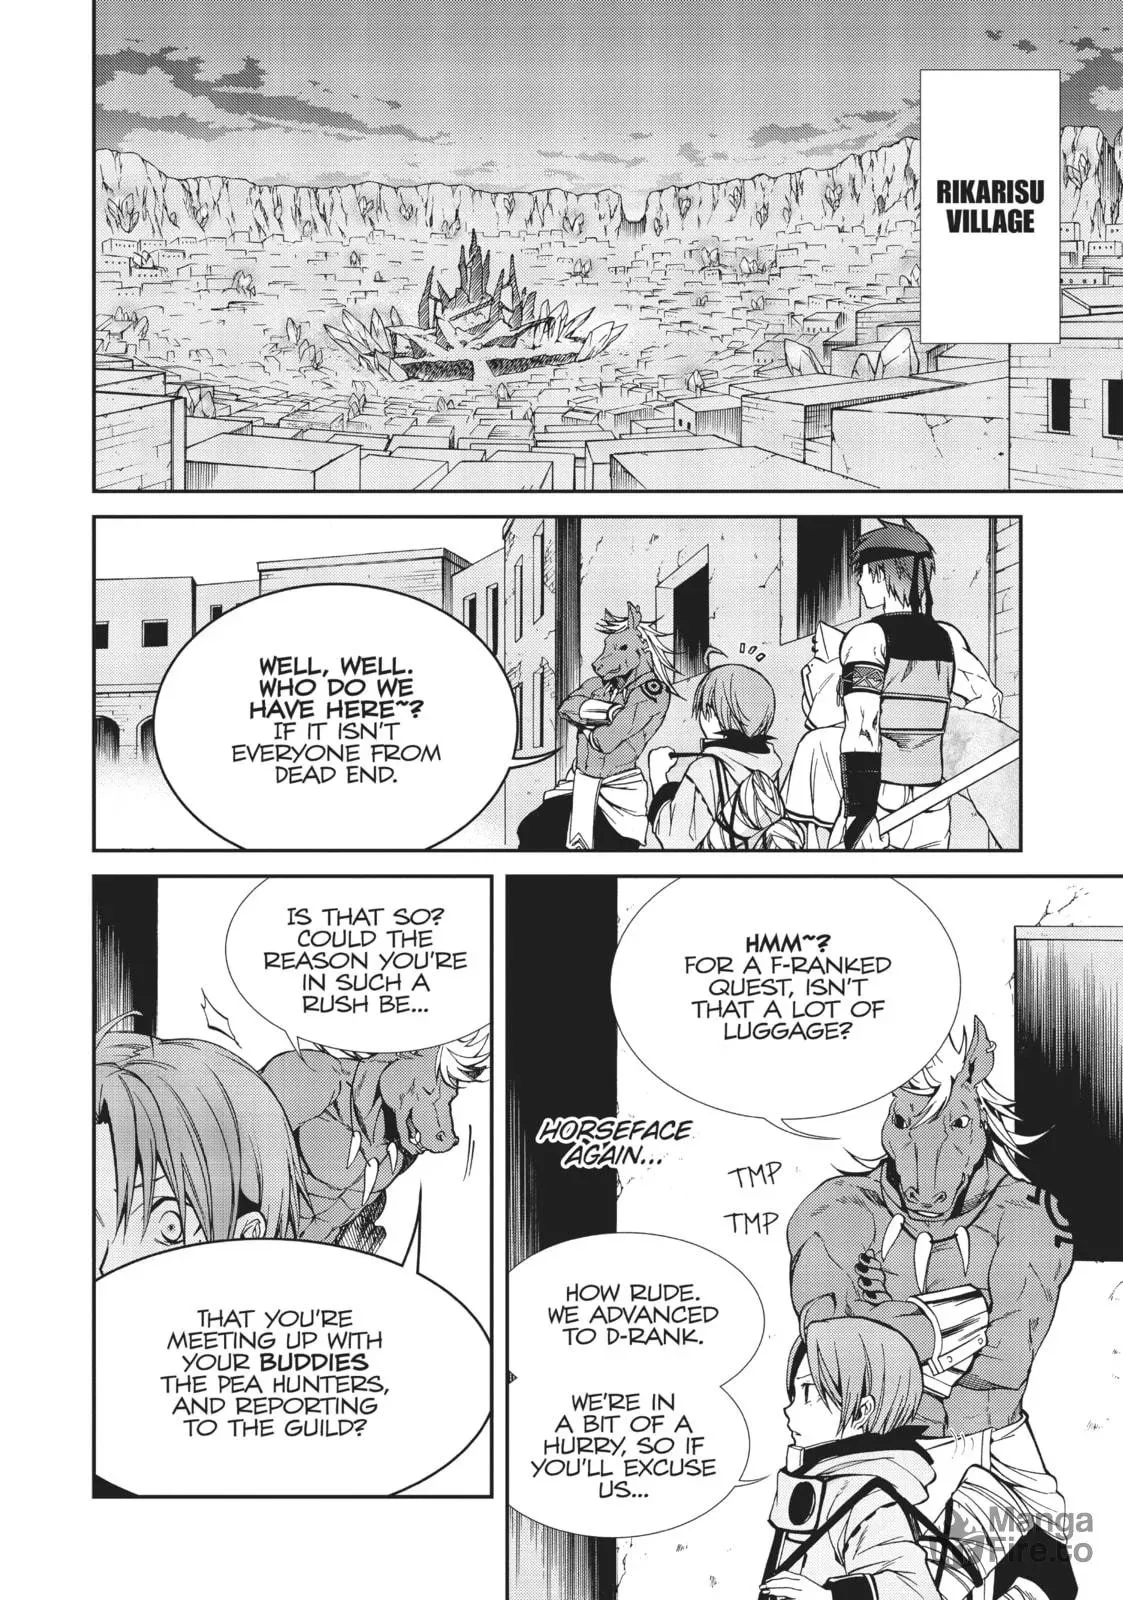 RIKARISU
VILLAGE
WELL, WELL.
WHO DO WE
HAVE HERE~?
IF IT ISN'T
EVERYONE FROM
DEAD END.
HMM~?
FOR A F-RANKED
QUEST, ISN'T
THAT A LOT OF
LUGGAGE?
HORSEFACE
AGAIN...
TMP
TMP
HOW RUDE.
WE ADVANCED
TO D-RANK.
WE'RE IN
A BIT OF A
HURRY, SO IF
YOU'LL EXCUSE
US...
IS THAT SO?
COULD THE
REASON YOU'RE
IN SUCH A
RUSH BE...
THAT YOU'RE
MEETING UP WITH
YOUR BUDDIES
THE PEA HUNTERS,
AND REPORTING
TO THE GUILD?
Manga
Fire.to